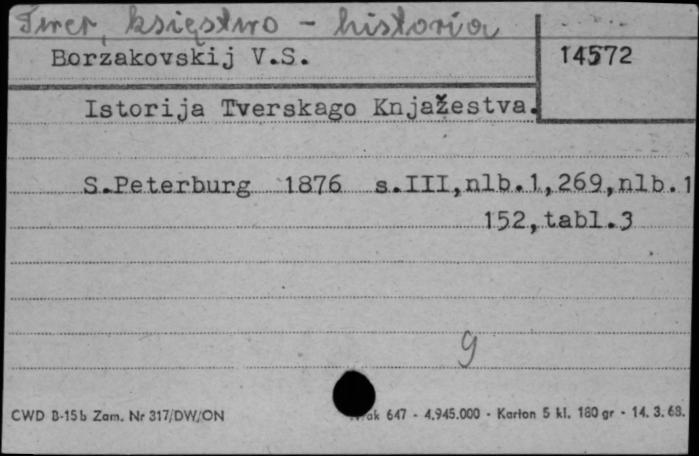 Twer, księstwo - historia
Borzakovskij V.S.
14572
Istorija Tverskago Knjažestva.
S.Peterburg 1876 s.III,nlb.1,269,nlb.1
152,tabl.3
g
CWD B-15b Zam. Nr 317/DW/ON
647 - 4.945.000 - Karton 5 kl. 180 gr - 14. 3. 68.